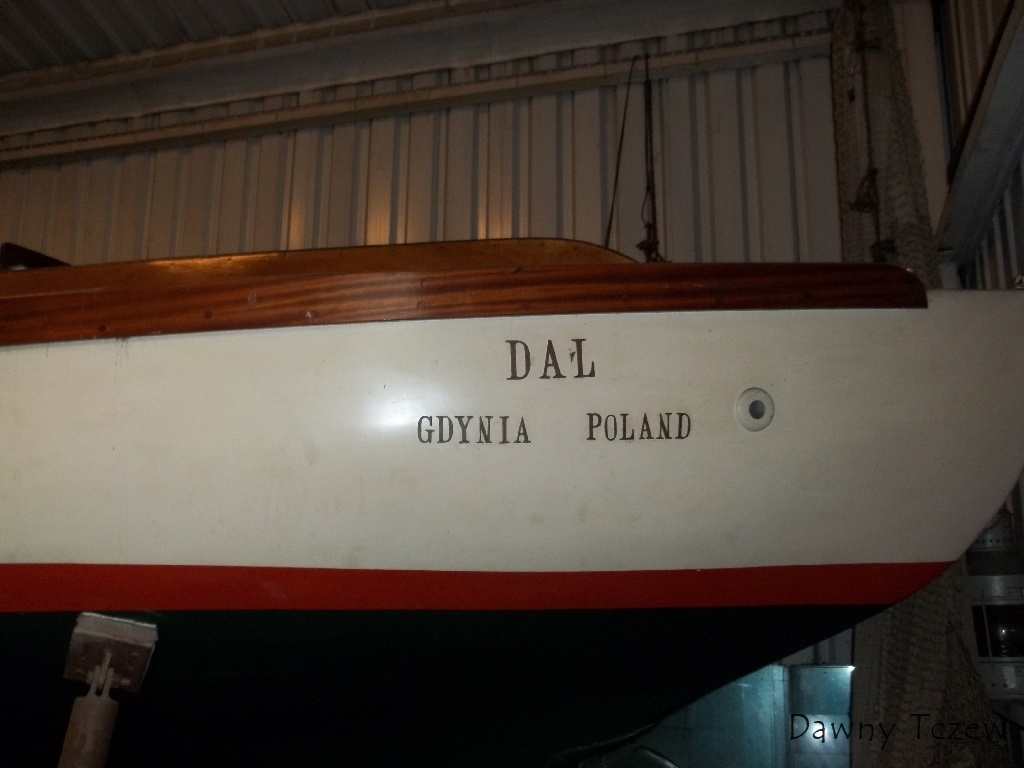 DAL
GDYNIA POLAND
Dawny Tczew